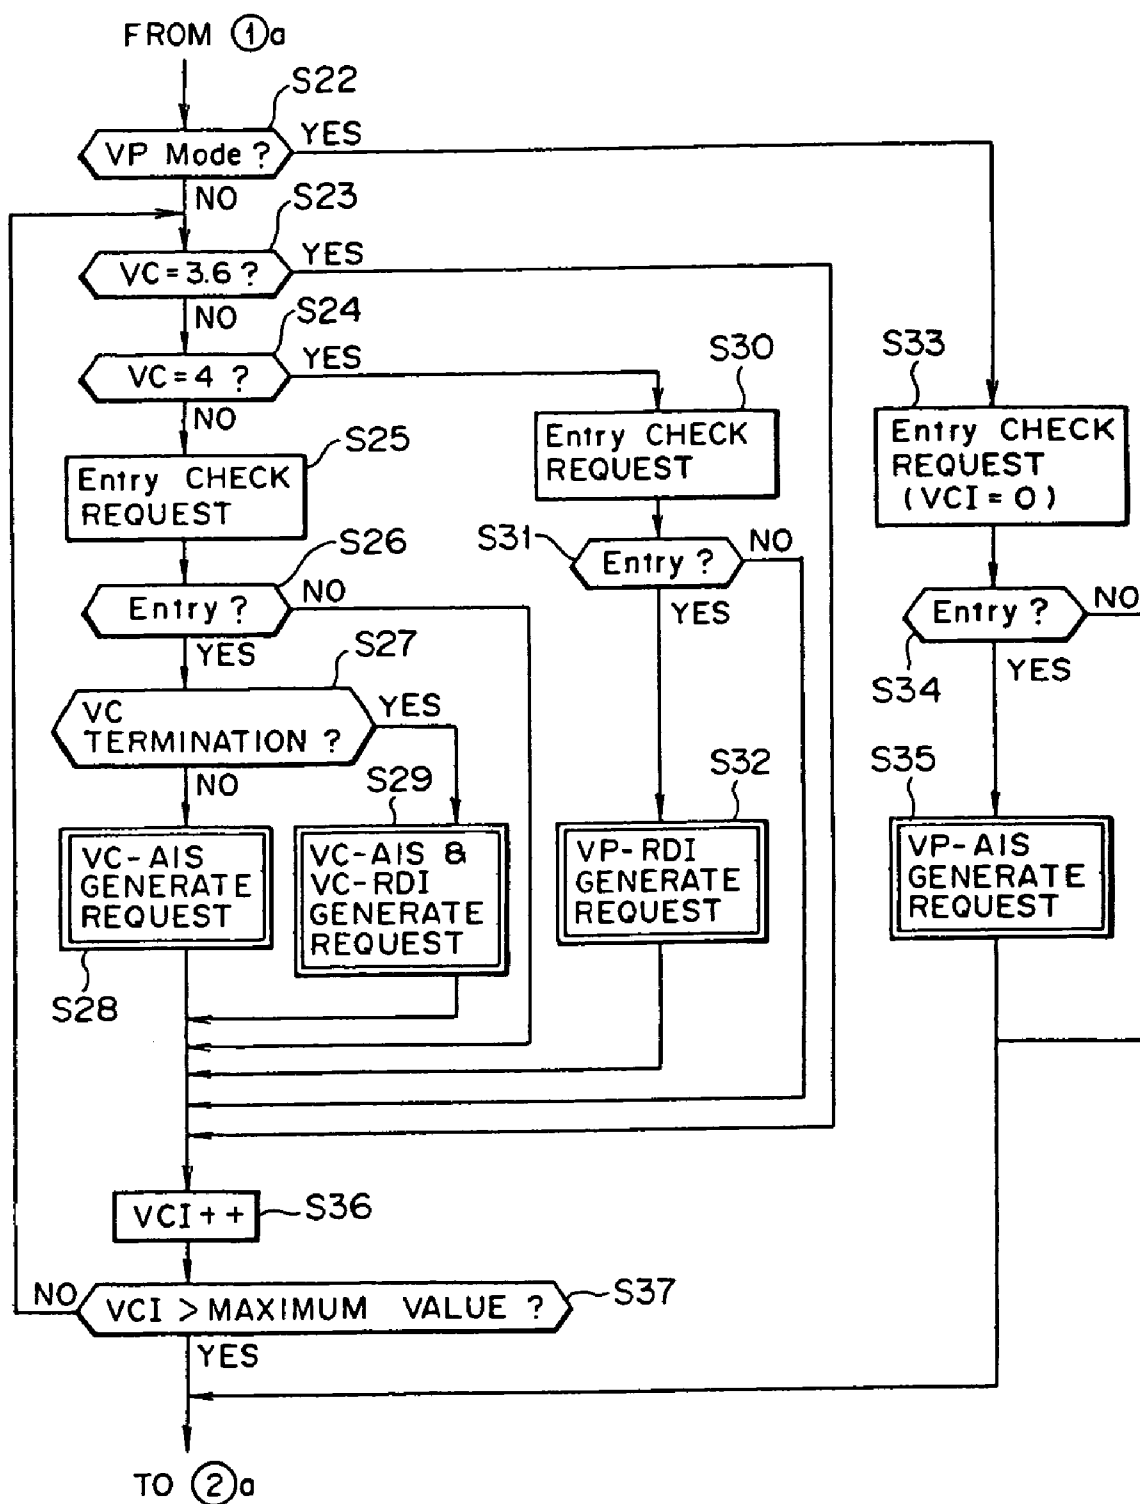 FROM 1 a
S22
VP Mode ?
YES
NO
S23
VC = 3.6 ?
YES
NO
S24
VC = 4 ?
YES
NO
S25
Entry CHECK
REQUEST
S26
Entry ?
NO
YES
S27
VC
TERMINATION ?
YES
NO
VC-AIS
GENERATE
REQUEST
S28
S29
VC-AIS &
VC-RDI
GENERATE
REQUEST
S30
Entry CHECK
REQUEST
S31
Entry ?
NO
YES
S32
VP-RDI
GENERATE
REQUEST
S33
Entry CHECK
REQUEST
(VCI = 0)
Entry ?
NO
S34
YES
S35
VP-AIS
GENERATE
REQUEST
VCI++
S36
NO
VCI > MAXIMUM VALUE ?
S37
YES
TO 2 a